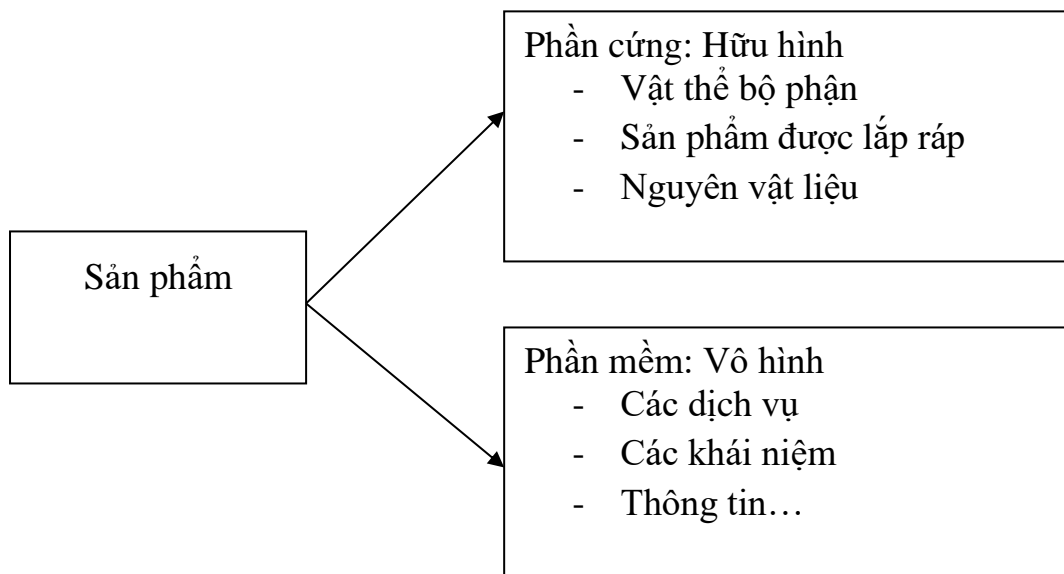 Phần cứng: Hữu hình
- Vật thể bộ phận
- Sản phẩm được lắp ráp
- Nguyên vật liệu
Sản phẩm
Phần mềm: Vô hình
- Các dịch vụ
- Các khái niệm
- Thông tin…